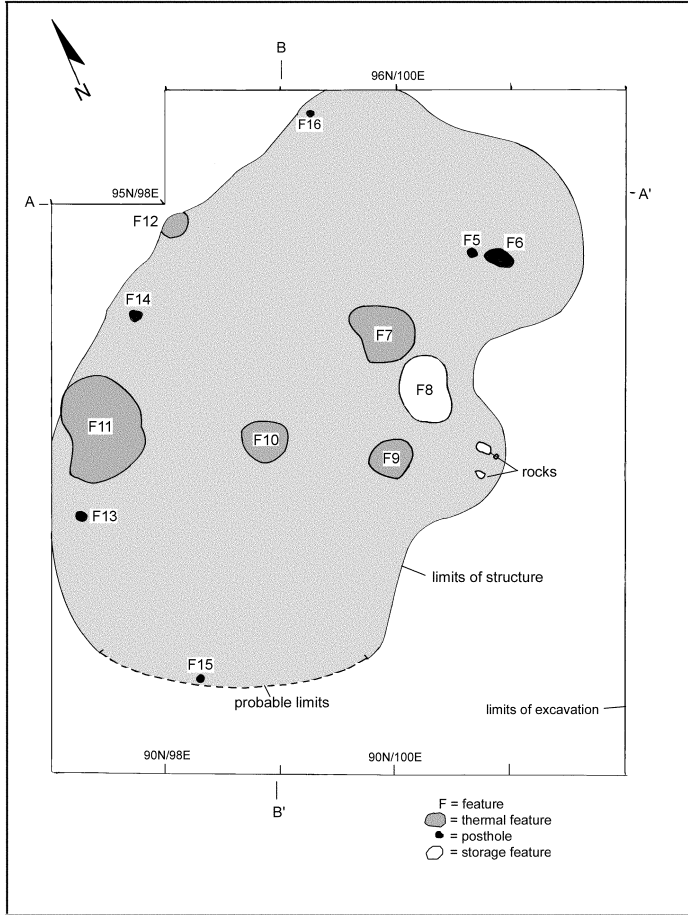 N
B
96N/100E
F16
A
95N/98E
A'
F12
F5
F6
F14
F7
F8
F11
F10
F9
rocks
F13
limits of structure
F15
probable limits
limits of excavation
90N/98E
90N/100E
B'
F = feature
= thermal feature
= posthole
= storage feature